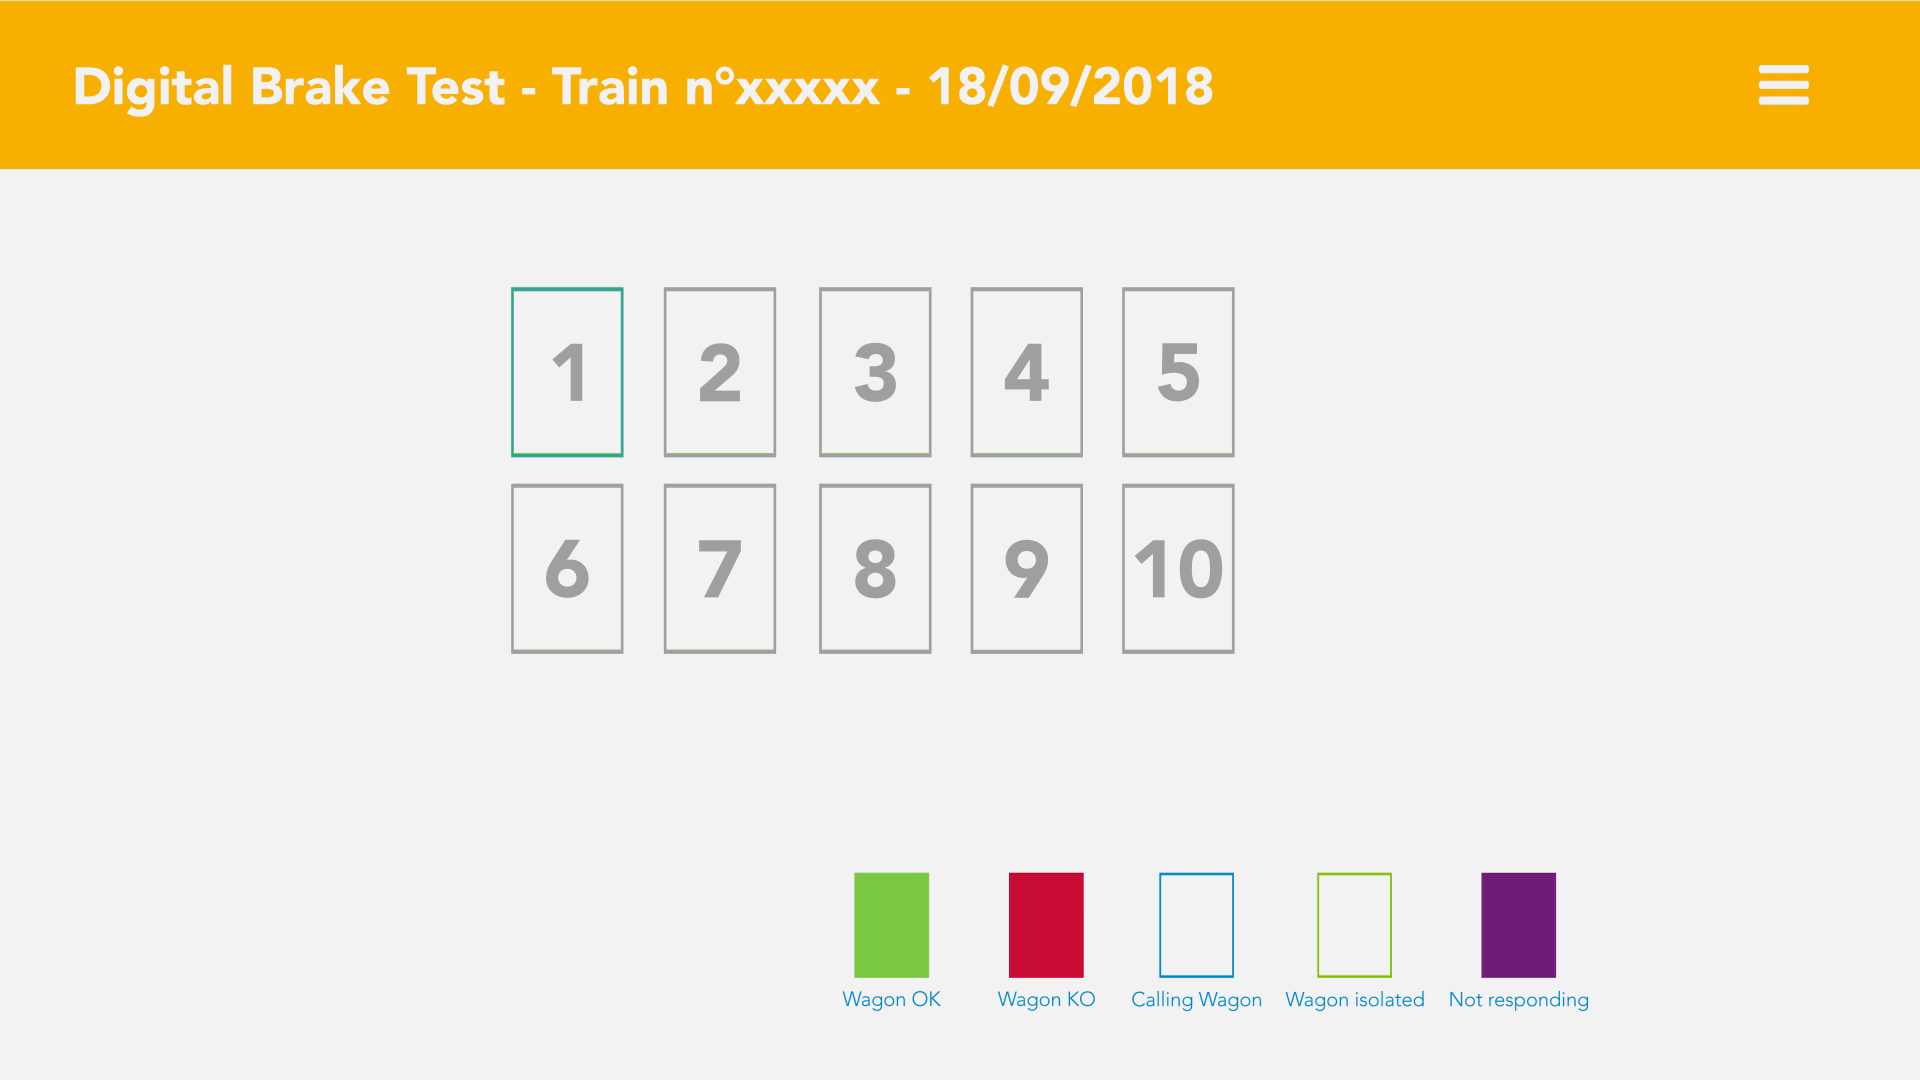 Digital Brake Test - Train n°xxxxx - 18/09/2018
1 2 3 4 5
6 7 8 9 10
Wagon OK Wagon KO Calling Wagon Wagon isolated Not responding